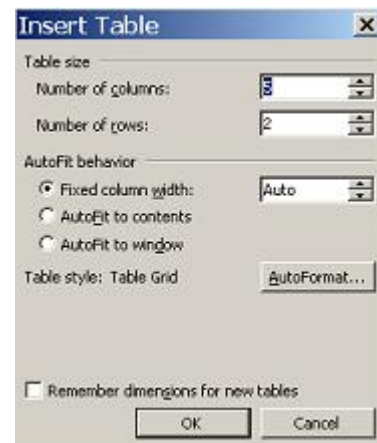 Insert Table
Table size
Number of columns: 5
Number of rows: 2
AutoFit behavior
Fixed column width: Auto
AutoFit to contents
AutoFit to window
Table style: Table Grid AutoFormat...
Remember dimensions for new tables
OK Cancel